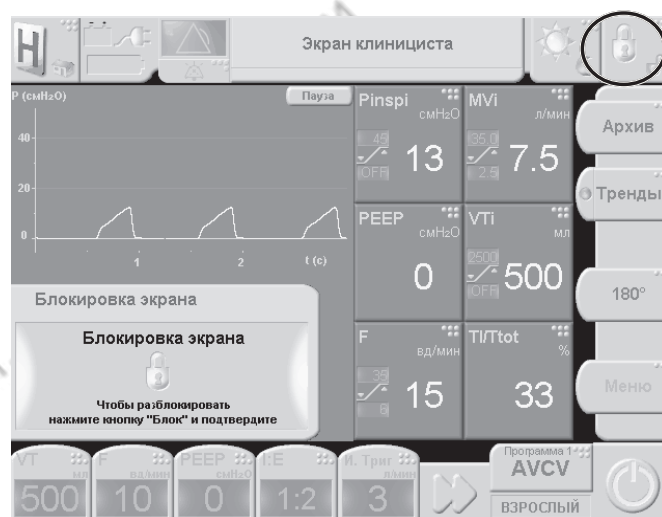 Экран клинициста
P (смH₂O)
Пауза
40
20
0
1 2 t (с)
Pinspi
смH₂O
45
OFF
13
MVi
л/мин
35.0
2.5
7.5
PEEP
смH₂O
0
VTi
мл
2500
OFF
500
F
вд/мин
35
8
15
TI/Ttot
%
33
Архив
Тренды
180°
Меню
Блокировка экрана
Блокировка экрана
Чтобы разблокировать
нажмите кнопку "Блок" и подтвердите
VT
мл
500
F
вд/мин
10
PEEP
смH₂O
0
I:E
1:2
И. Триг
л/мин
3
Программа 1
AVCV
ВЗРОСЛЫЙ